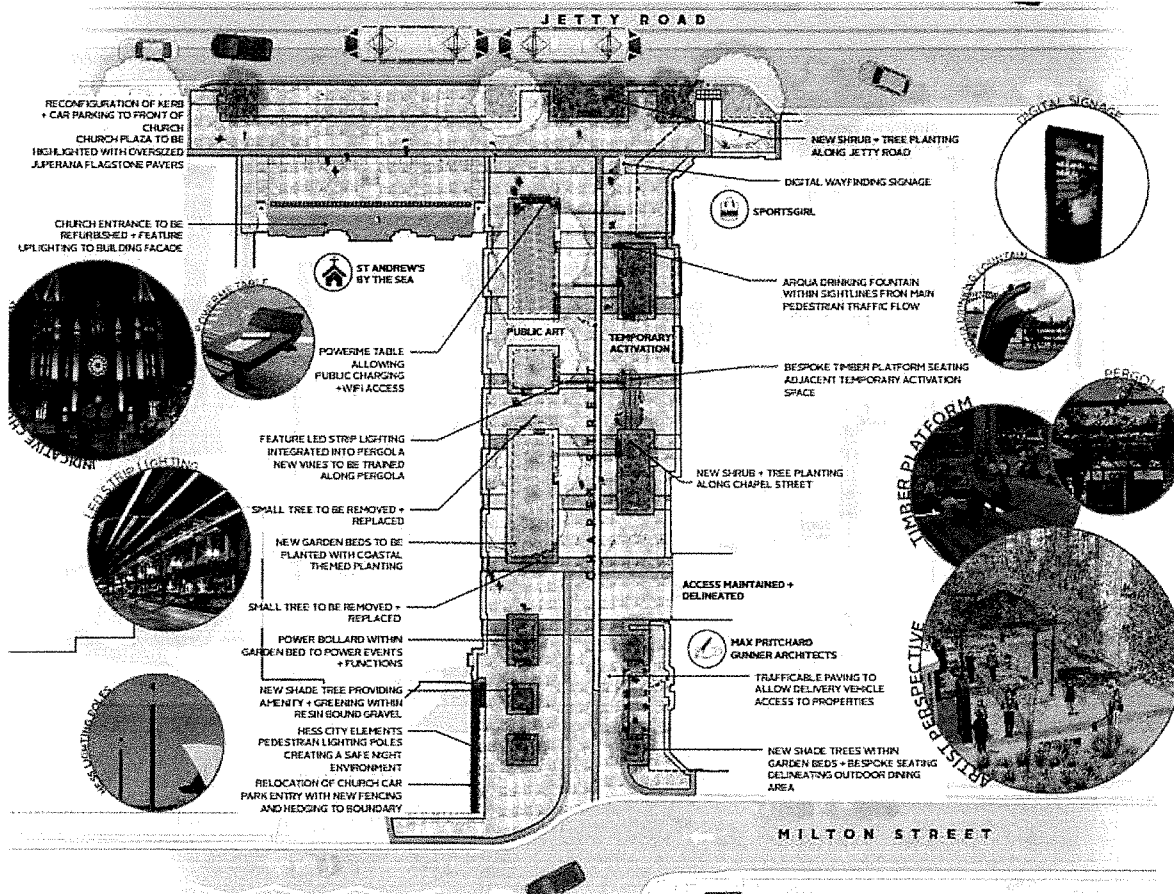 JETTY ROAD
RECONFIGURATION OF KERB
+ CAR PARKING TO FRONT OF
CHURCH
CHURCH PLAZA TO BE
HIGHLIGHTED WITH OVERSIZED
JUPERANA FLAGSTONE PAVERS
CHURCH ENTRANCE TO BE
REFURBISHED + FEATURE
UPLIGHTING TO BUILDING FACADE
ST ANDREW'S
BY THE SEA
POWERME TABLE
INDICATIVE
POWERME TABLE
ALLOWING
PUBLIC CHARGING
+WIFI ACCESS
FEATURE LED STRIP LIGHTING
INTEGRATED INTO PERGOLA
NEW VINES TO BE TRAINED
ALONG PERGOLA
LED STRIP LIGHTING
SMALL TREE TO BE REMOVED +
REPLACED
NEW GARDEN BEDS TO BE
PLANTED WITH COASTAL
THEMED PLANTING
SMALL TREE TO BE REMOVED +
REPLACED
POWER BOLLARD WITHIN
GARDEN BED TO POWER EVENTS
+ FUNCTIONS
NEW SHADE TREE PROVIDING
AMENITY + GREENING WITHIN
RESIN BOUND GRAVEL
HESS CITY ELEMENTS
PEDESTRIAN LIGHTING POLES
CREATING A SAFE NIGHT
ENVIRONMENT
RELOCATION OF CHURCH CAR
PARK ENTRY WITH NEW FENCING
AND HEDGING TO BOUNDARY
HESS LIGHTING POLES
PUBLIC ART
TEMPORARY
ACTIVATION
CHAPEL STREET
NEW SHRUB + TREE PLANTING
ALONG JETTY ROAD
DIGITAL WAYFINDING SIGNAGE
SPORTSGIRL
ARQUA DRINKING FOUNTAIN
WITHIN SIGHTLINES FROM MAIN
PEDESTRIAN TRAFFIC FLOW
BESPOKE TIMBER PLATFORM SEATING
ADJACENT TEMPORARY ACTIVATION
SPACE
NEW SHRUB + TREE PLANTING
ALONG CHAPEL STREET
ACCESS MAINTAINED +
DELINEATED
MAX PRITCHARD
GUNNER ARCHITECTS
TRAFFICABLE PAVING TO
ALLOW DELIVERY VEHICLE
ACCESS TO PROPERTIES
NEW SHADE TREES WITHIN
GARDEN BEDS + BESPOKE SEATING
DELINEATING OUTDOOR DINING
AREA
DIGITAL SIGNAGE
DRINKING FOUNTAIN
PERGOLA
TIMBER PLATFORM
ARTIST PERSPECTIVE
MILTON STREET